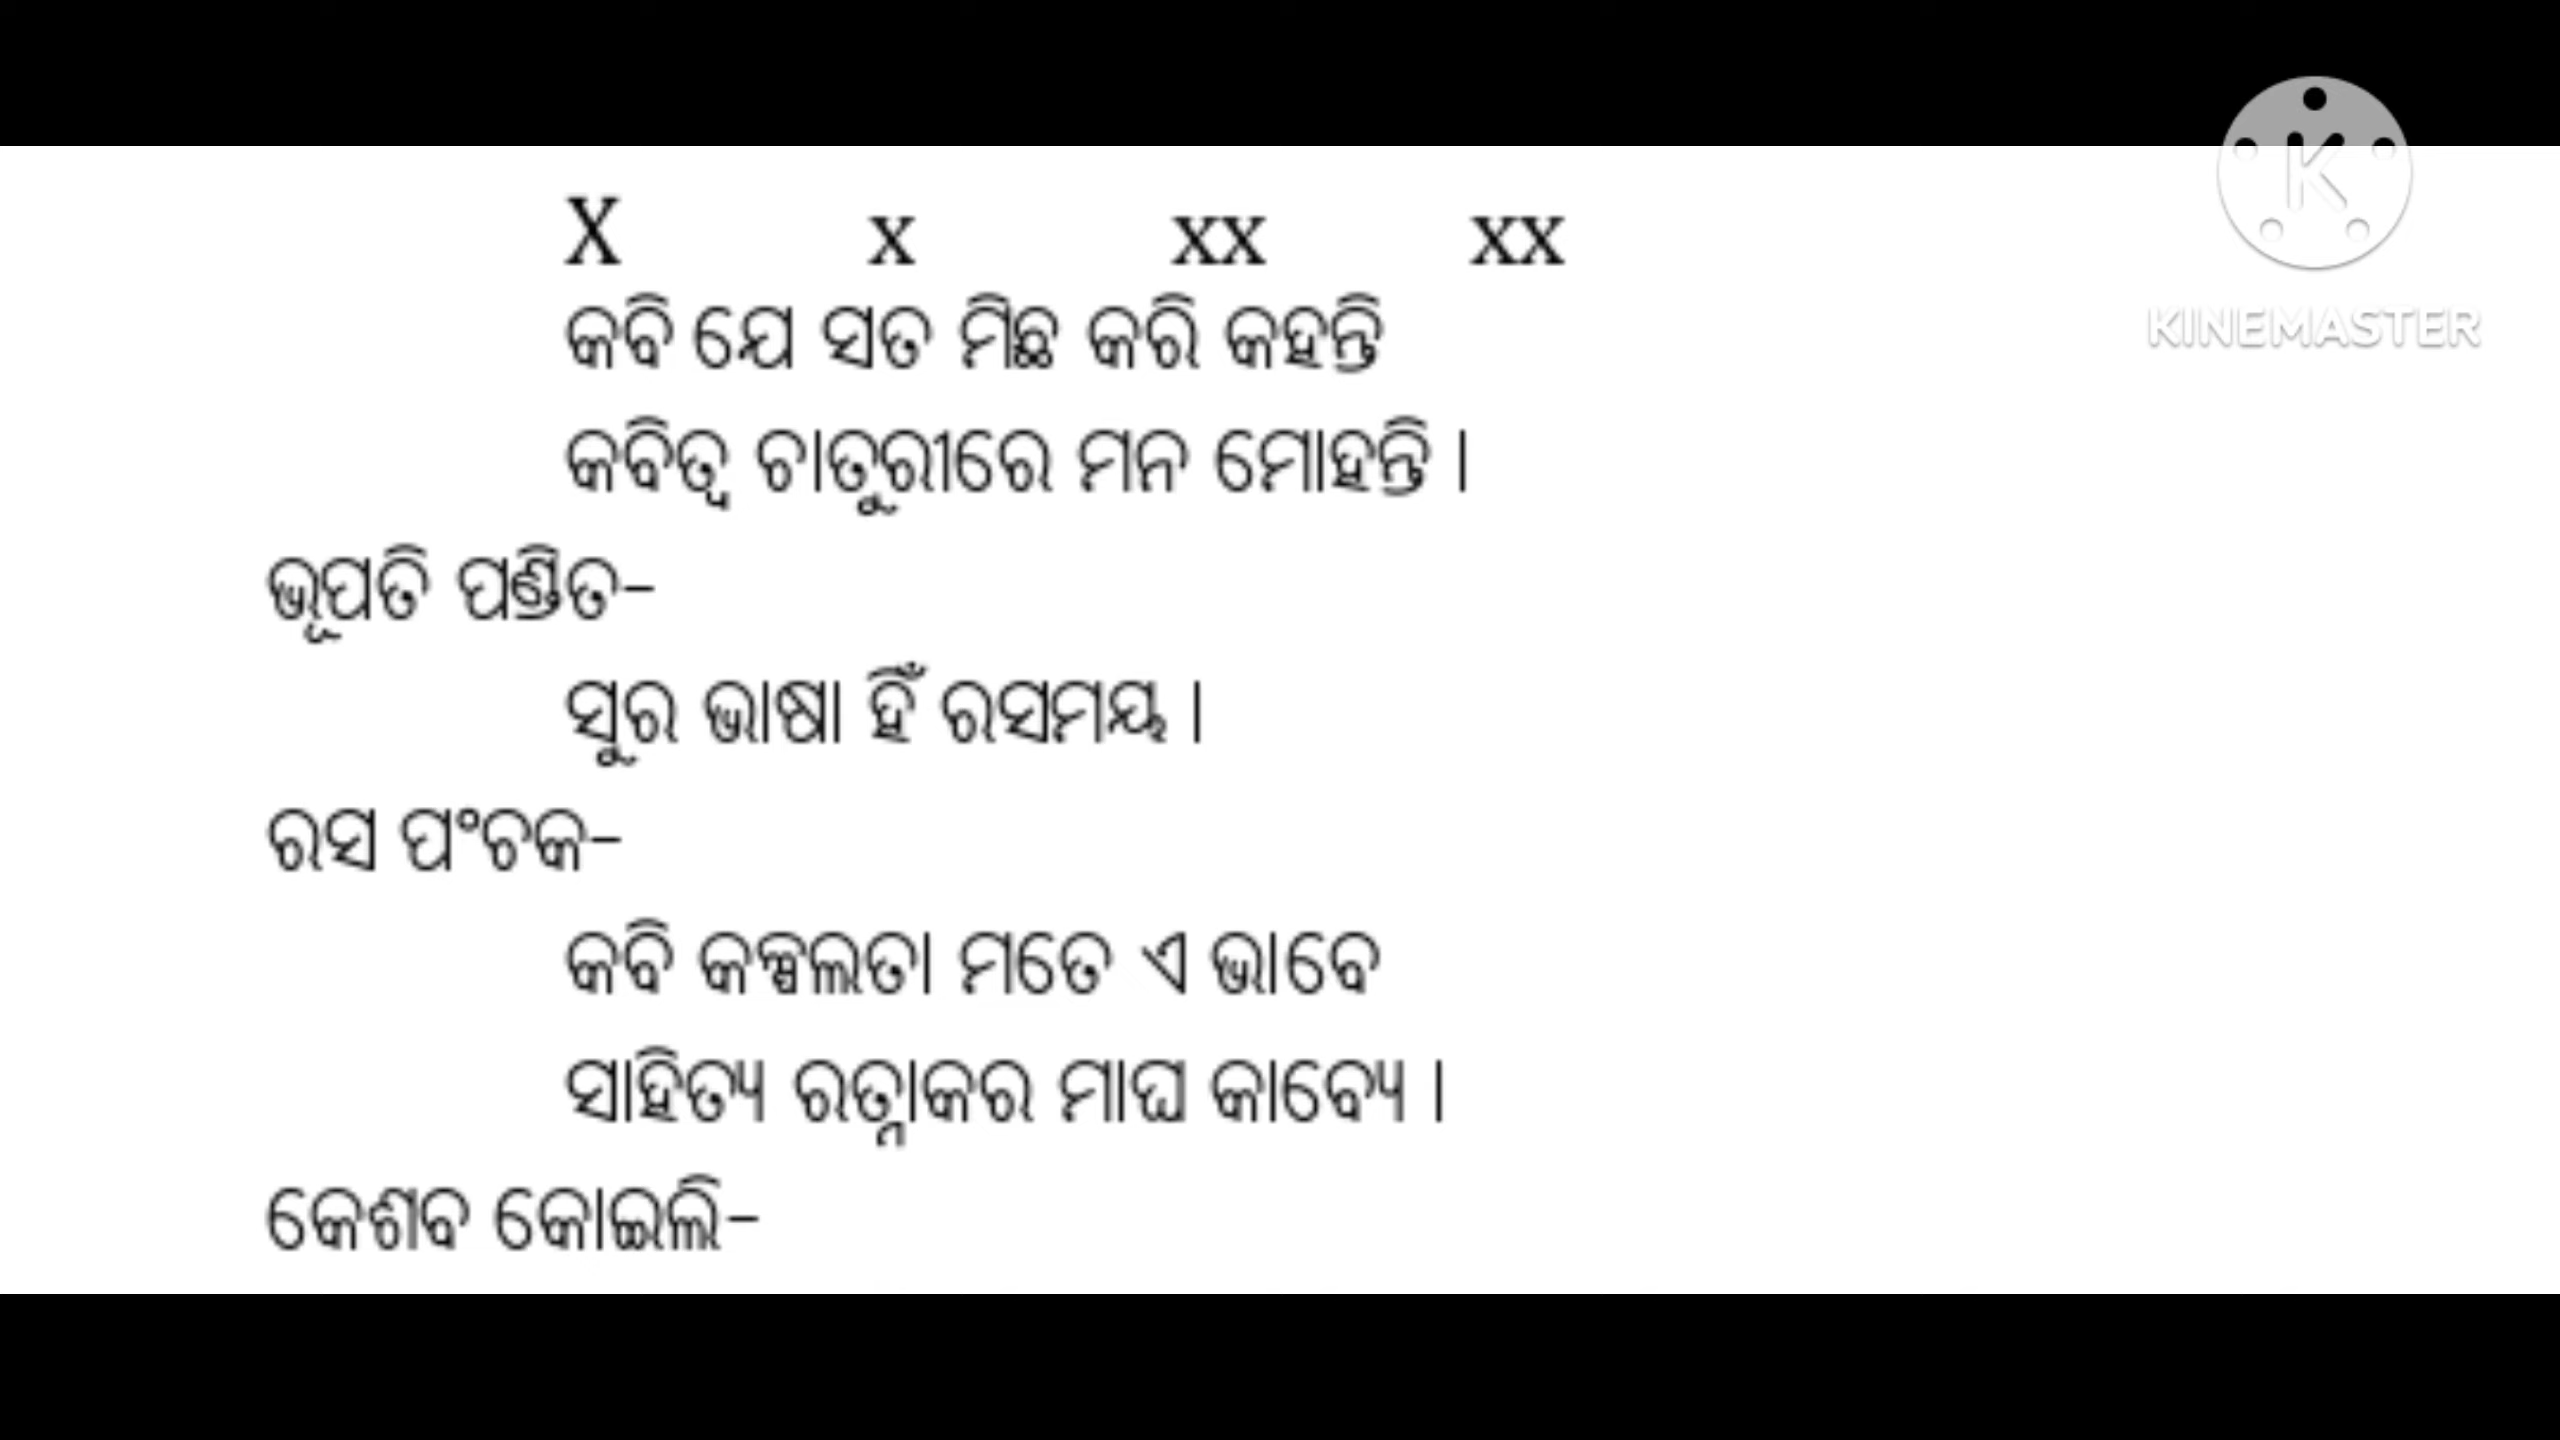 X x xx xx
KINEMASTER
କବି ଯେ ସତ ମିଛ କରି କହନ୍ତି
କବିତ୍ୱ ଚାତୁରୀରେ ମନ ମୋହନ୍ତି ।
ଭୂପତି ପଣ୍ଡିତ-
ସୁର ଭାଷା ହିଁ ରସମୟ ।
ରସ ପଂଚକ-
କବି କଳ୍ପଲତା ମତେ ଏ ଭାବେ
ସାହିତ୍ୟ ରତ୍ନାକର ମାଘ କାବ୍ୟେ ।
କେଶବ କୋଇଲି-